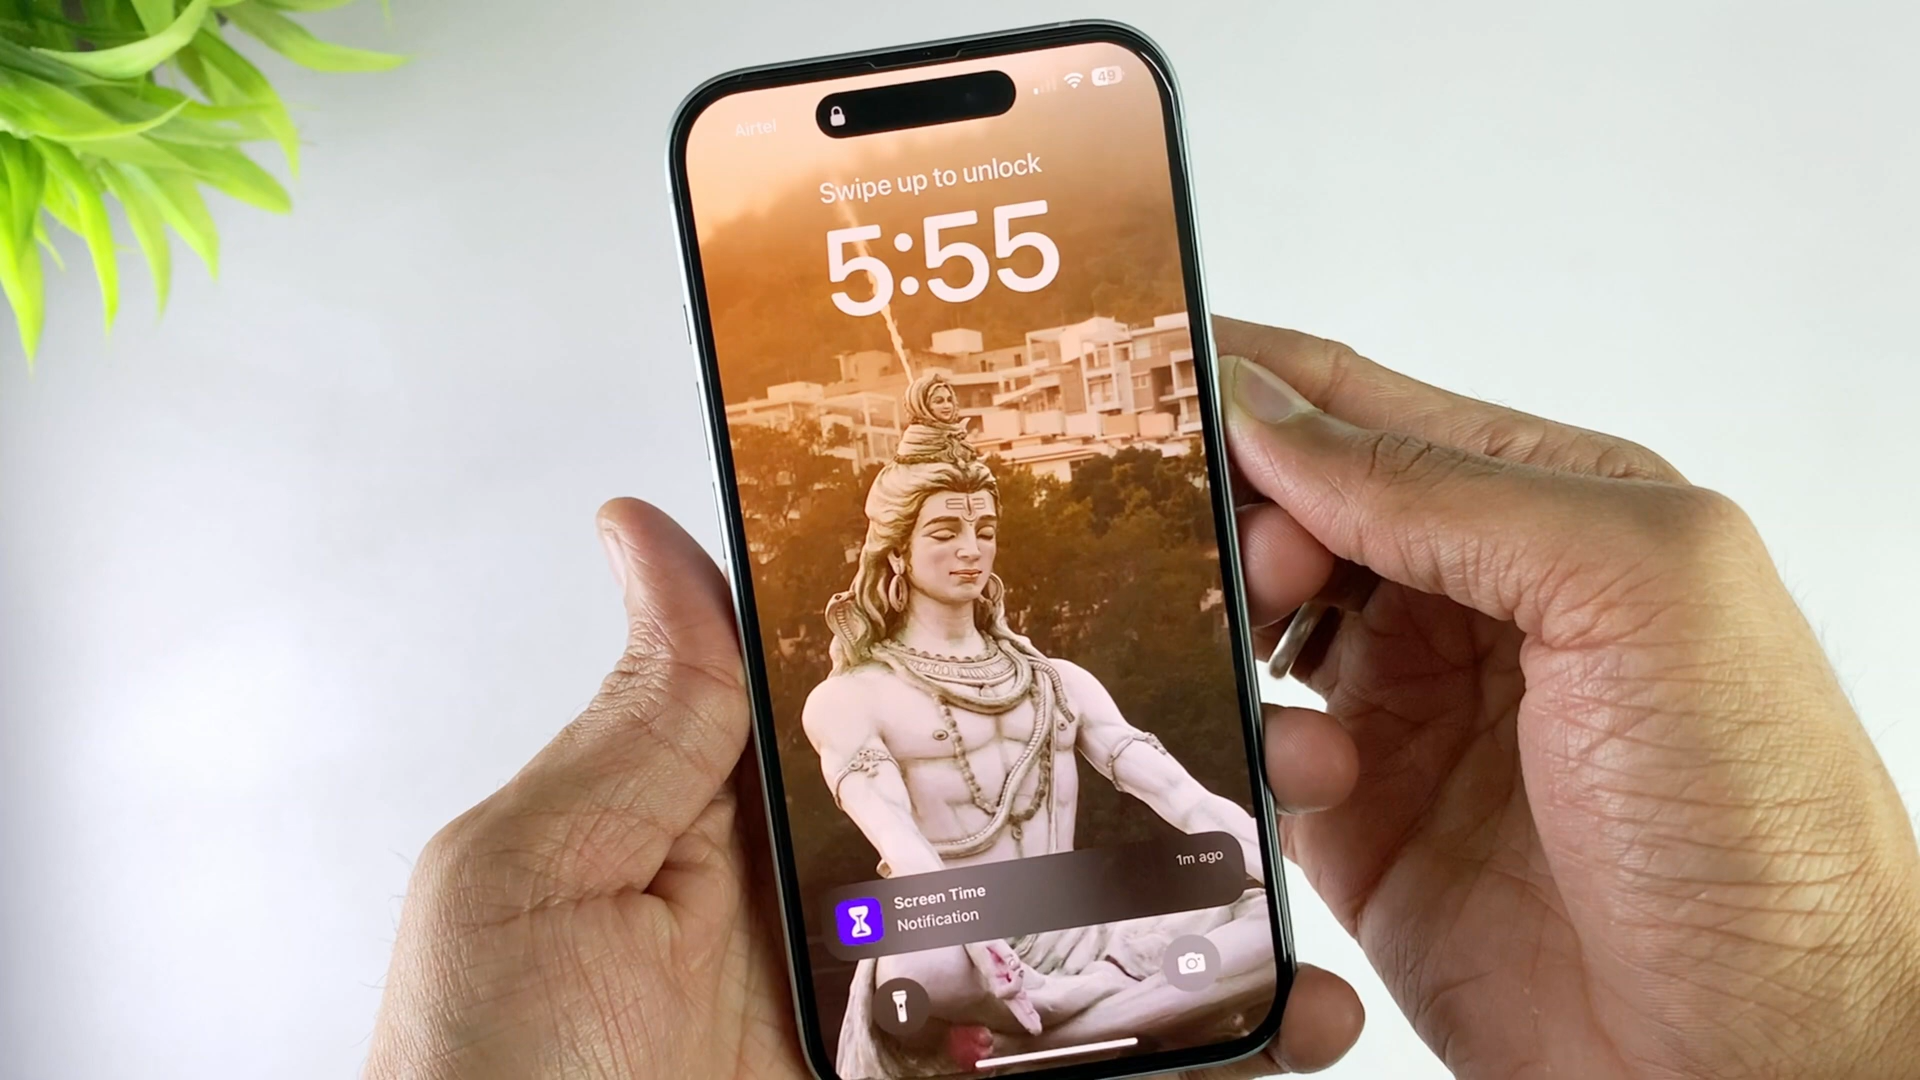 Airtel
49
Swipe up to unlock
5:55
1m ago
Screen Time
Notification